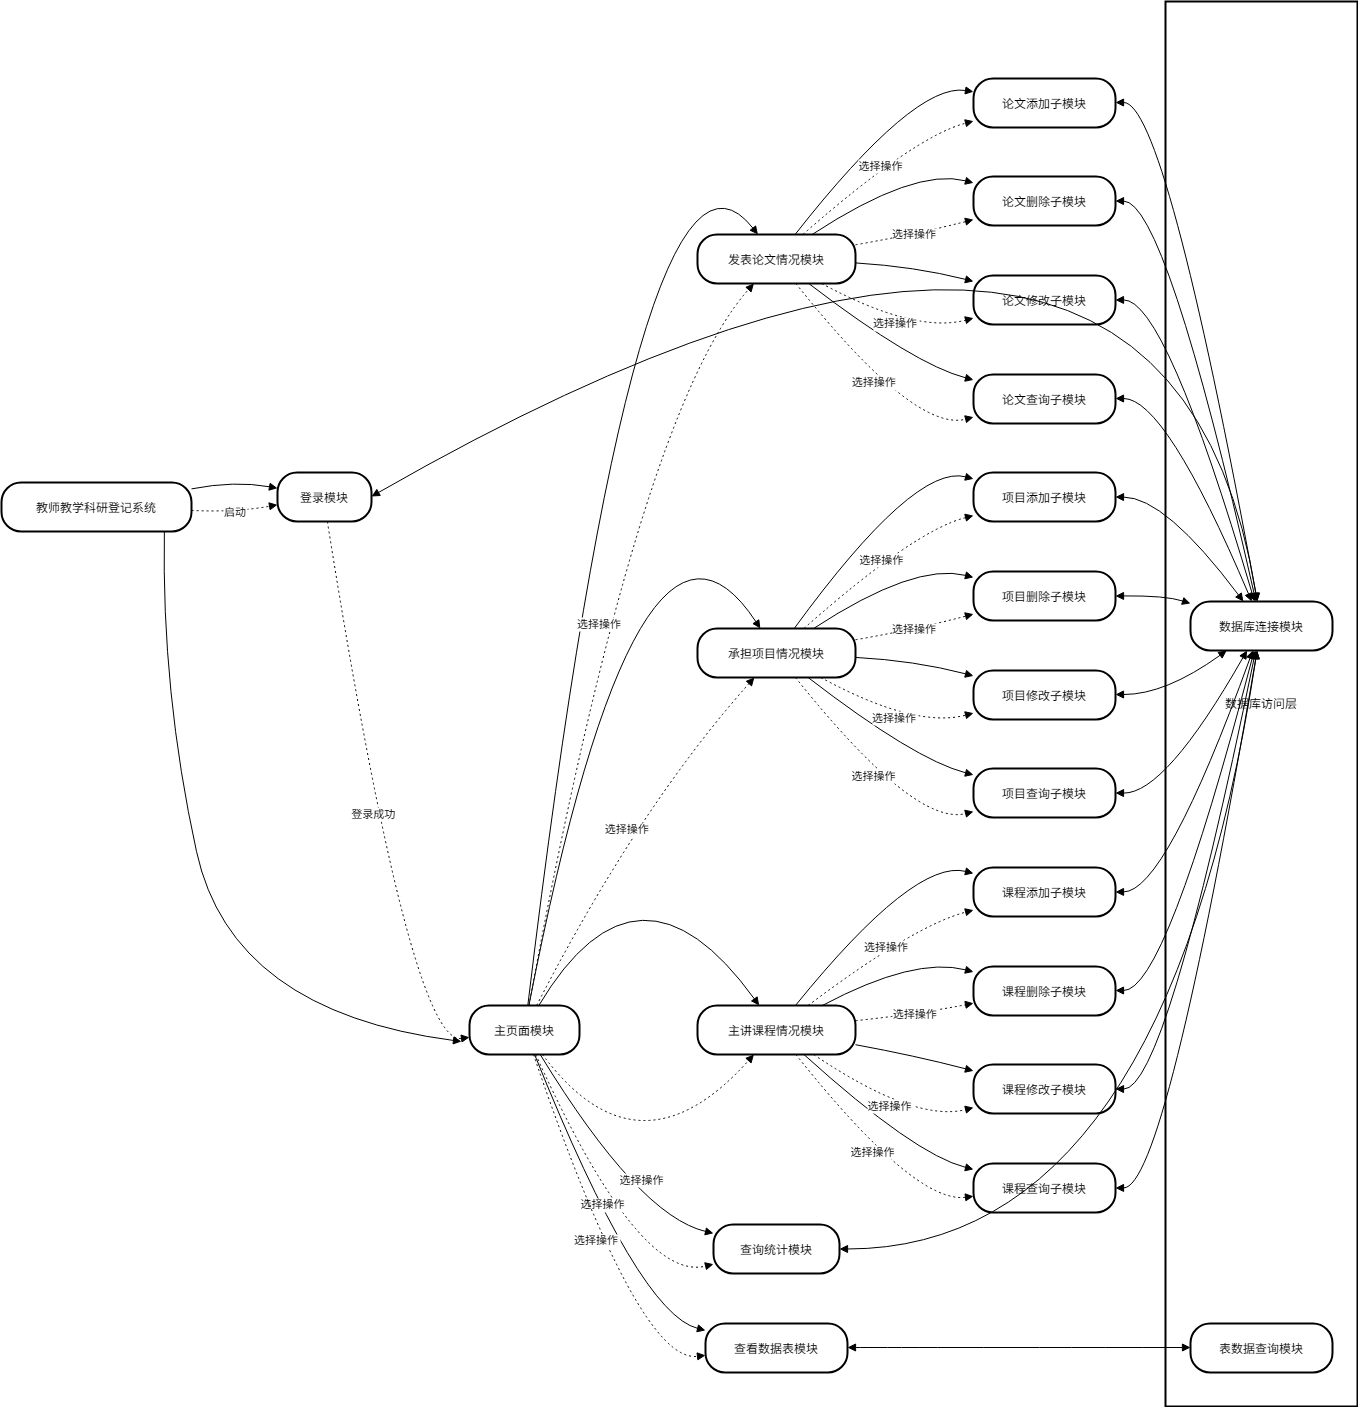 论文添加子模块
选择操作
论文删除子模块
选择操作
发表论文情况模块
论文修改子模块
选择操作
选择操作
论文查询子模块
登录模块
项目添加子模块
教师教学科研登记系统
启动
选择操作
项目删除子模块
选择操作
选择操作
数据库连接模块
承担项目情况模块
项目修改子模块
数据库访问层
选择操作
选择操作
项目查询子模块
登录成功
选择操作
课程添加子模块
选择操作
课程删除子模块
选择操作
主页面模块
主讲课程情况模块
课程修改子模块
选择操作
选择操作
选择操作
课程查询子模块
选择操作
选择操作
查询统计模块
查看数据表模块
表数据查询模块